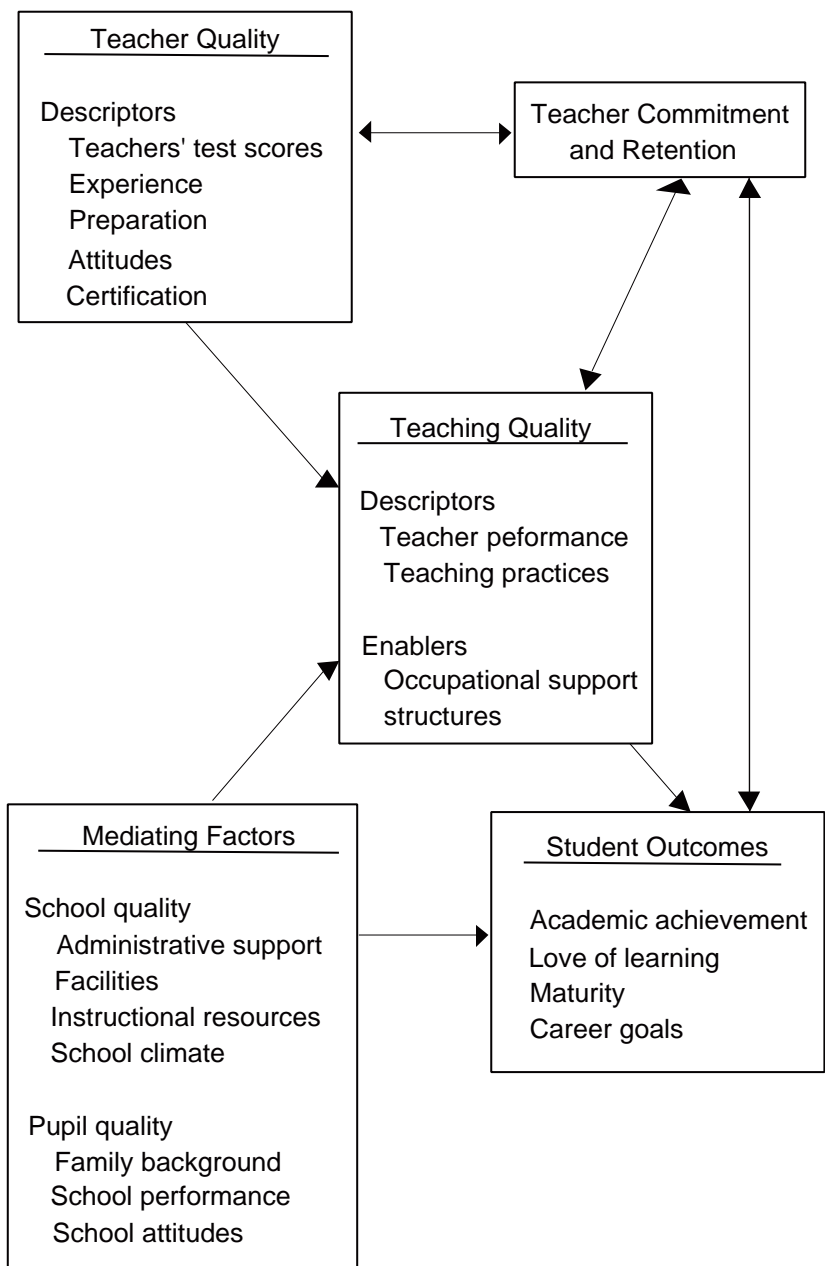 Teacher Quality
Descriptors
Teachers' test scores
Experience
Preparation
Attitudes
Certification
Teacher Commitment
and Retention
Teaching Quality
Descriptors
Teacher peformance
Teaching practices
Enablers
Occupational support
structures
Mediating Factors
School quality
Administrative support
Facilities
Instructional resources
School climate
Pupil quality
Family background
School performance
School attitudes
Student Outcomes
Academic achievement
Love of learning
Maturity
Career goals